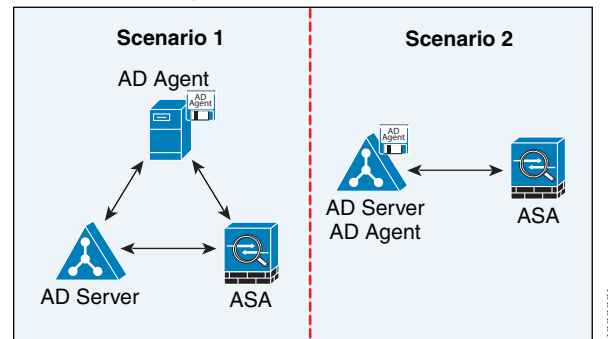 Scenario 1
AD Agent
AD
Agent
AD Server
ASA
Scenario 2
AD
Agent
AD Server
AD Agent
ASA